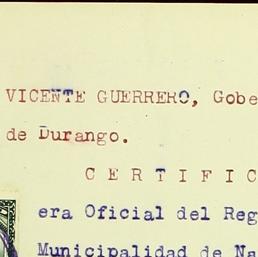 VICENTE GUERRERO, Gobe
de Durango.
C E R T I F I C
era Oficial del Reg
Municipalidad de Na